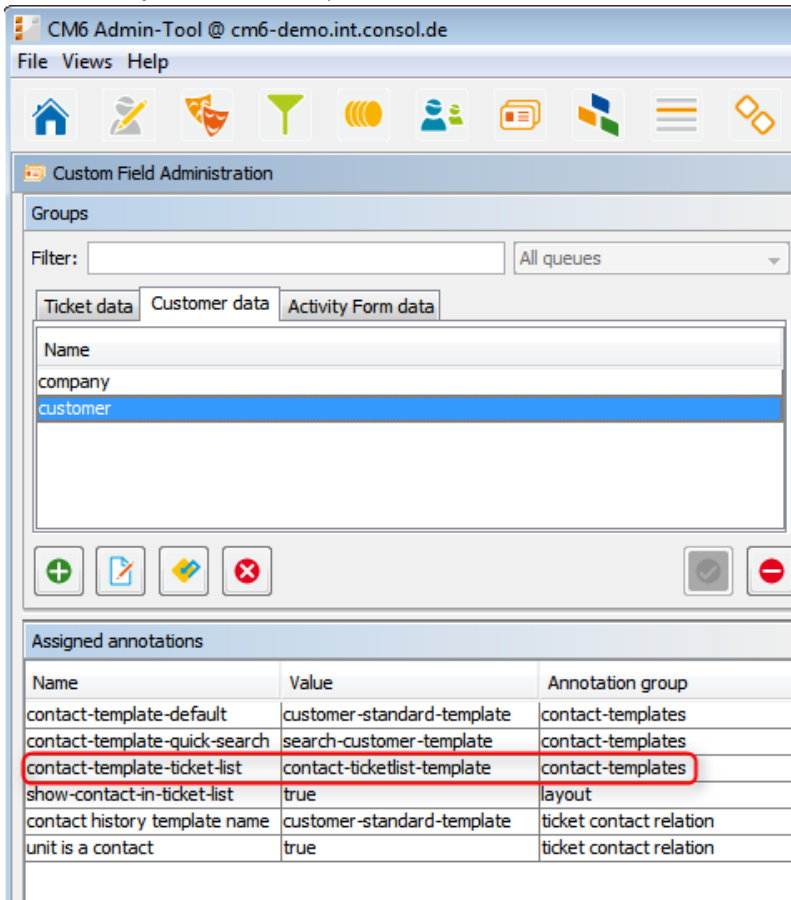 CM6 Admin-Tool @ cm6-demo.int.consol.de
File Views Help
Custom Field Administration
Groups
Filter: All queues
Ticket data Customer data Activity Form data
Name
company
customer
Assigned annotations
Name Value Annotation group
contact-template-default customer-standard-template contact-templates
contact-template-quick-search search-customer-template contact-templates
contact-template-ticket-list contact-ticketlist-template contact-templates
show-contact-in-ticket-list true layout
contact history template name customer-standard-template ticket contact relation
unit is a contact true ticket contact relation